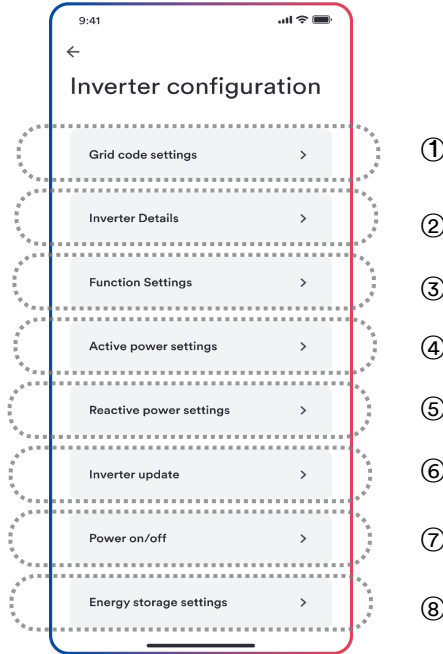 9:41
Inverter configuration
Grid code settings
①
Inverter Details
②
Function Settings
③
Active power settings
④
Reactive power settings
⑤
Inverter update
⑥
Power on/off
⑦
Energy storage settings
⑧